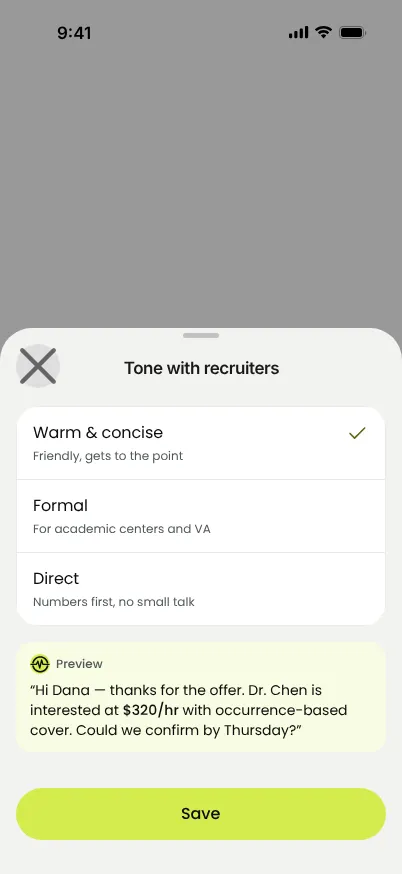 9:41
Tone with recruiters
Warm & concise
Friendly, gets to the point
Formal
For academic centers and VA
Direct
Numbers first, no small talk
Preview
“Hi Dana — thanks for the offer. Dr. Chen is
interested at $320/hr with occurrence-based
cover. Could we confirm by Thursday?”
Save